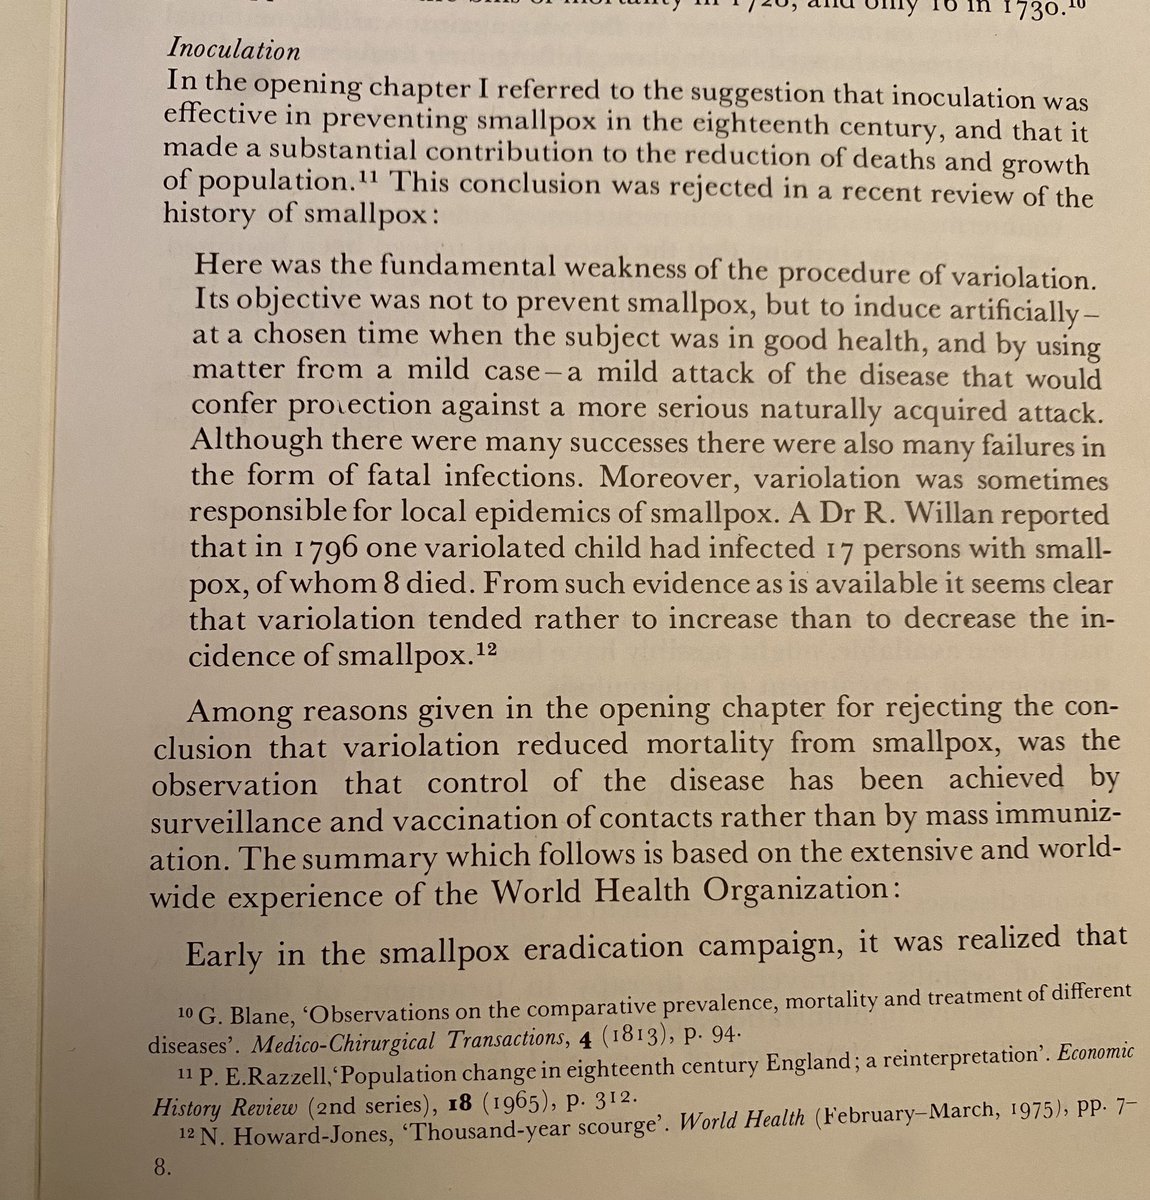 mortality in 1728, and only 16 in 1730.¹⁰
Inoculation
In the opening chapter I referred to the suggestion that inoculation was
effective in preventing smallpox in the eighteenth century, and that it
made a substantial contribution to the reduction of deaths and growth
of population.¹¹ This conclusion was rejected in a recent review of the
history of smallpox:
Here was the fundamental weakness of the procedure of variolation.
Its objective was not to prevent smallpox, but to induce artificially–
at a chosen time when the subject was in good health, and by using
matter from a mild case–a mild attack of the disease that would
confer protection against a more serious naturally acquired attack.
Although there were many successes there were also many failures in
the form of fatal infections. Moreover, variolation was sometimes
responsible for local epidemics of smallpox. A Dr R. Willan reported
that in 1796 one variolated child had infected 17 persons with small-
pox, of whom 8 died. From such evidence as is available it seems clear
that variolation tended rather to increase than to decrease the in-
cidence of smallpox.¹²
Among reasons given in the opening chapter for rejecting the con-
clusion that variolation reduced mortality from smallpox, was the
observation that control of the disease has been achieved by
surveillance and vaccination of contacts rather than by mass immuniz-
ation. The summary which follows is based on the extensive and world-
wide experience of the World Health Organization:
Early in the smallpox eradication campaign, it was realized that
¹⁰ G. Blane, ‘Observations on the comparative prevalence, mortality and treatment of different
diseases’. Medico-Chirurgical Transactions, 4 (1813), p. 94.
¹¹ P. E.Razzell,‘Population change in eighteenth century England; a reinterpretation’. Economic
History Review (2nd series), 18 (1965), p. 312.
¹² N. Howard-Jones, ‘Thousand-year scourge’. World Health (February–March, 1975), pp. 7–
8.